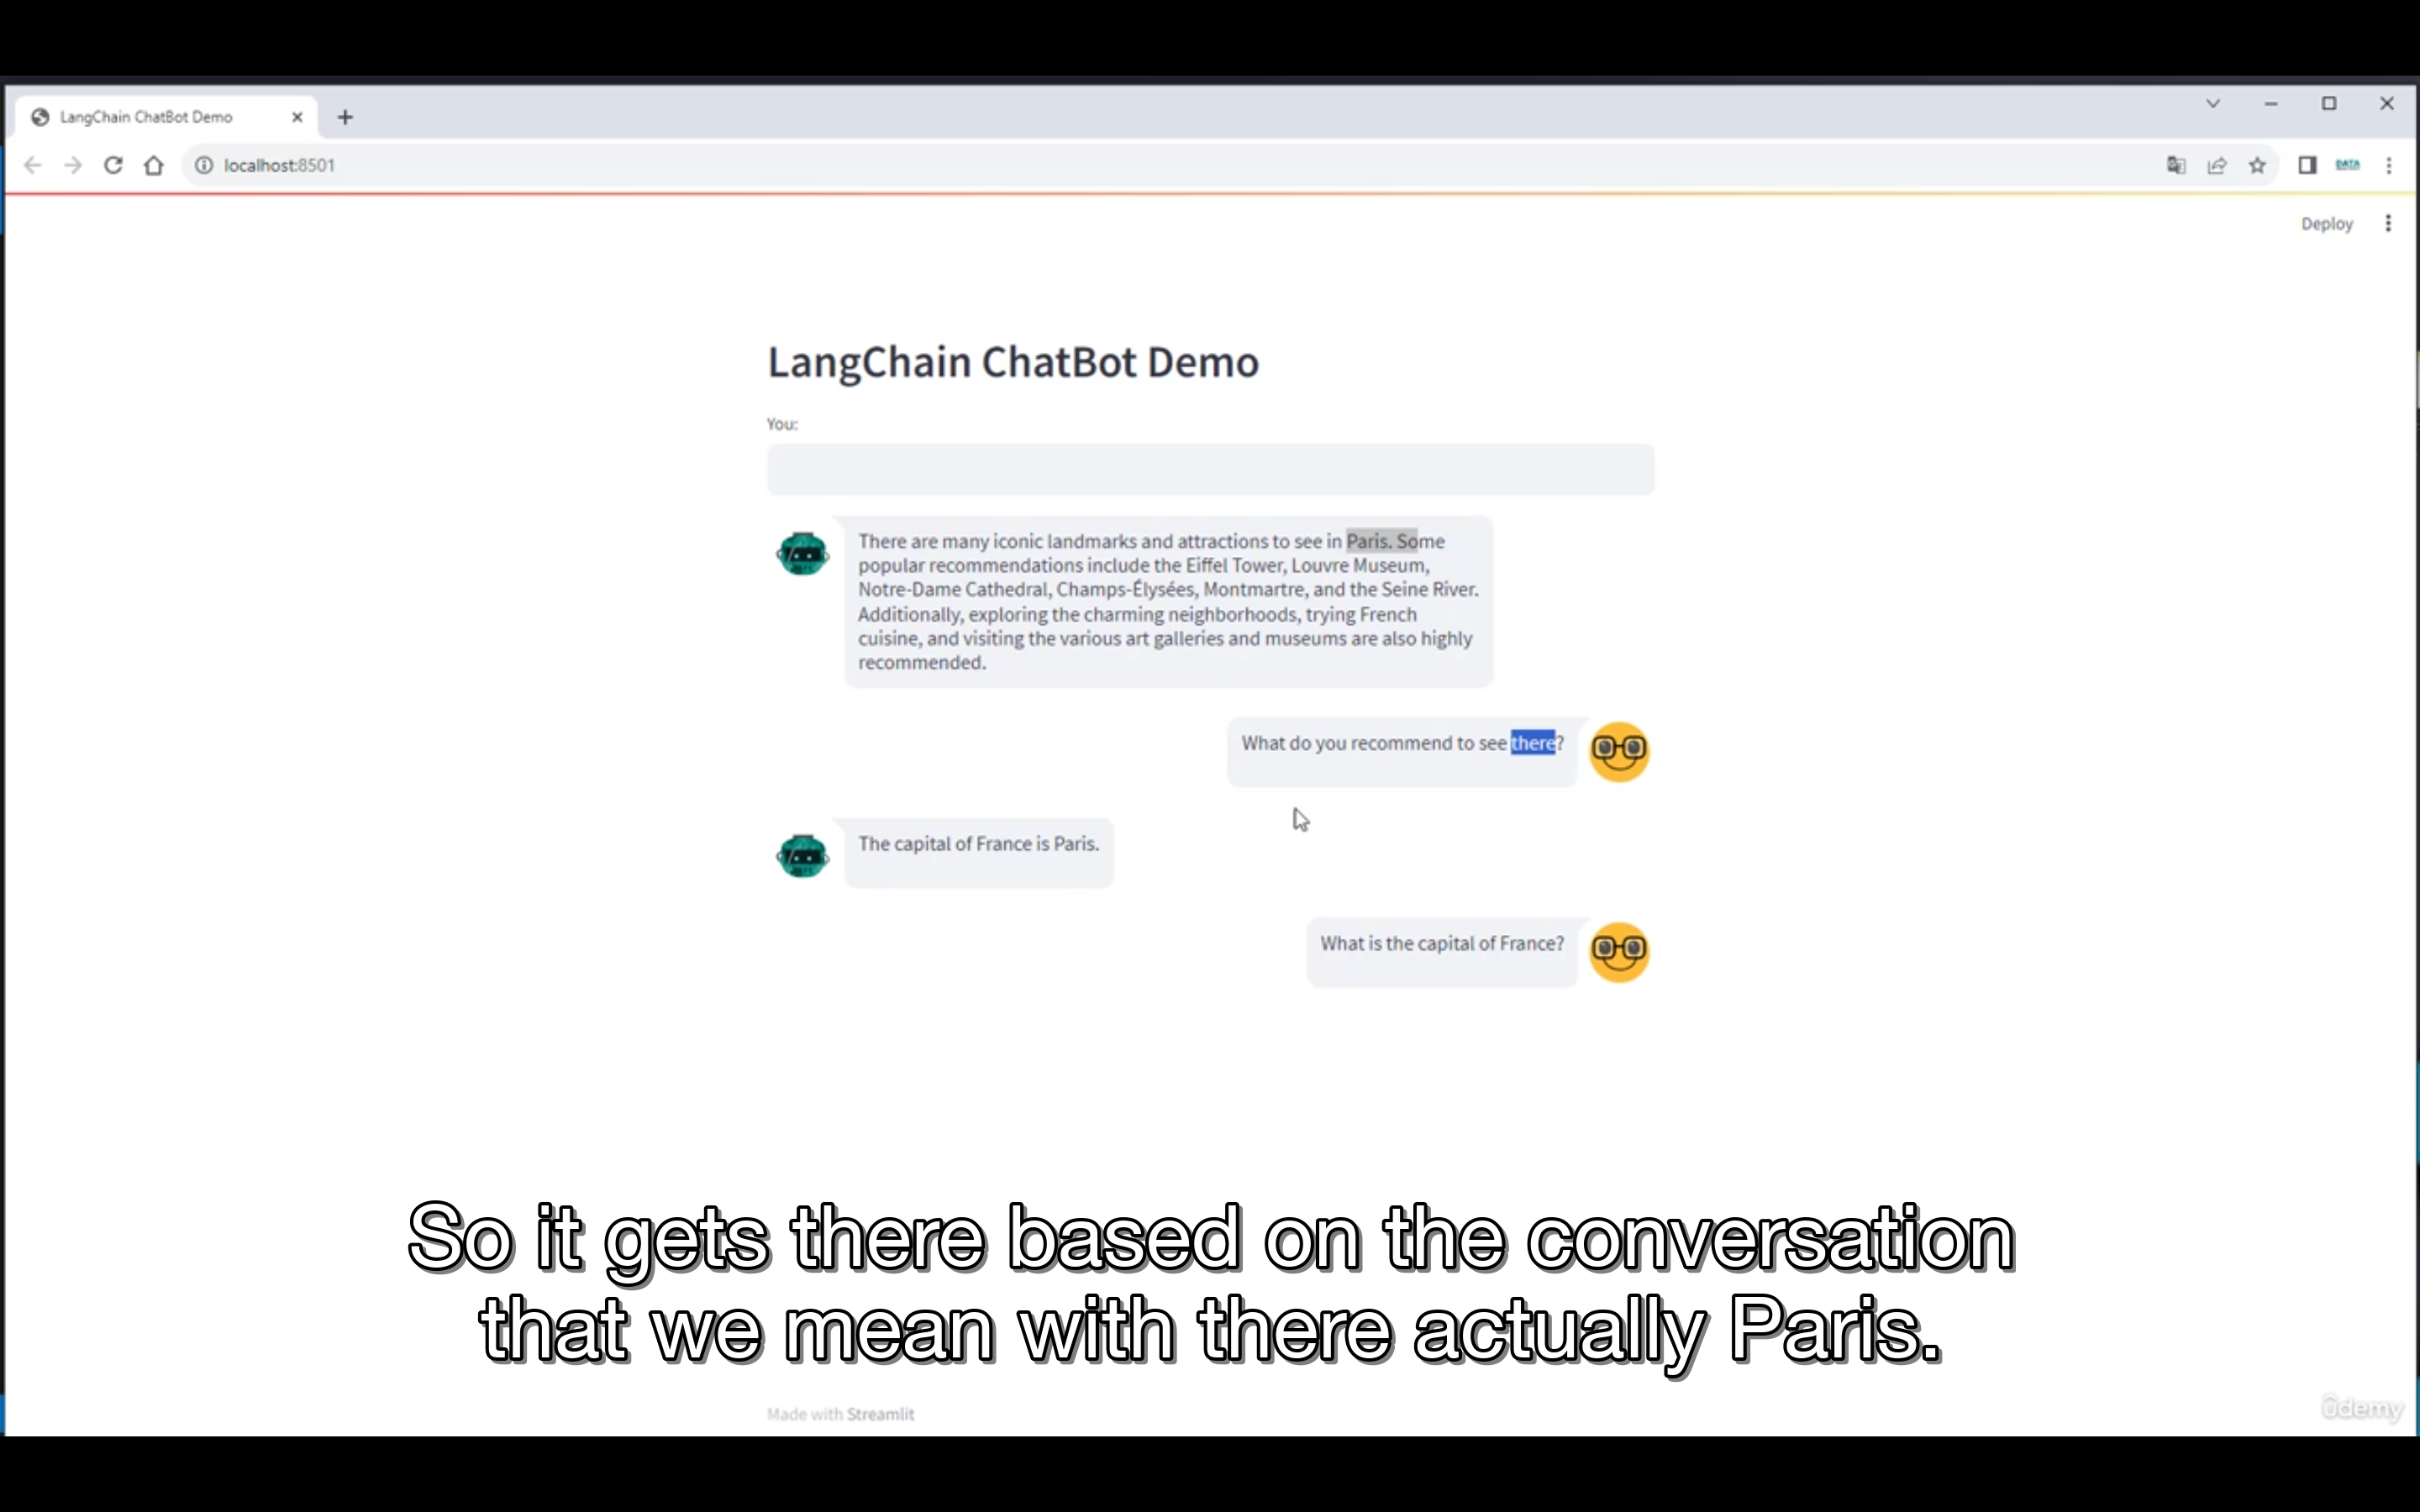 LangChain ChatBot Demo
localhost:8501
DATA
Deploy
LangChain ChatBot Demo
You:
There are many iconic landmarks and attractions to see in Paris. Some
popular recommendations include the Eiffel Tower, Louvre Museum,
Notre-Dame Cathedral, Champs-Élysées, Montmartre, and the Seine River.
Additionally, exploring the charming neighborhoods, trying French
cuisine, and visiting the various art galleries and museums are also highly
recommended.
What do you recommend to see there?
The capital of France is Paris.
What is the capital of France?
So it gets there based on the conversation
that we mean with there actually Paris.
Made with Streamlit
ûdemy